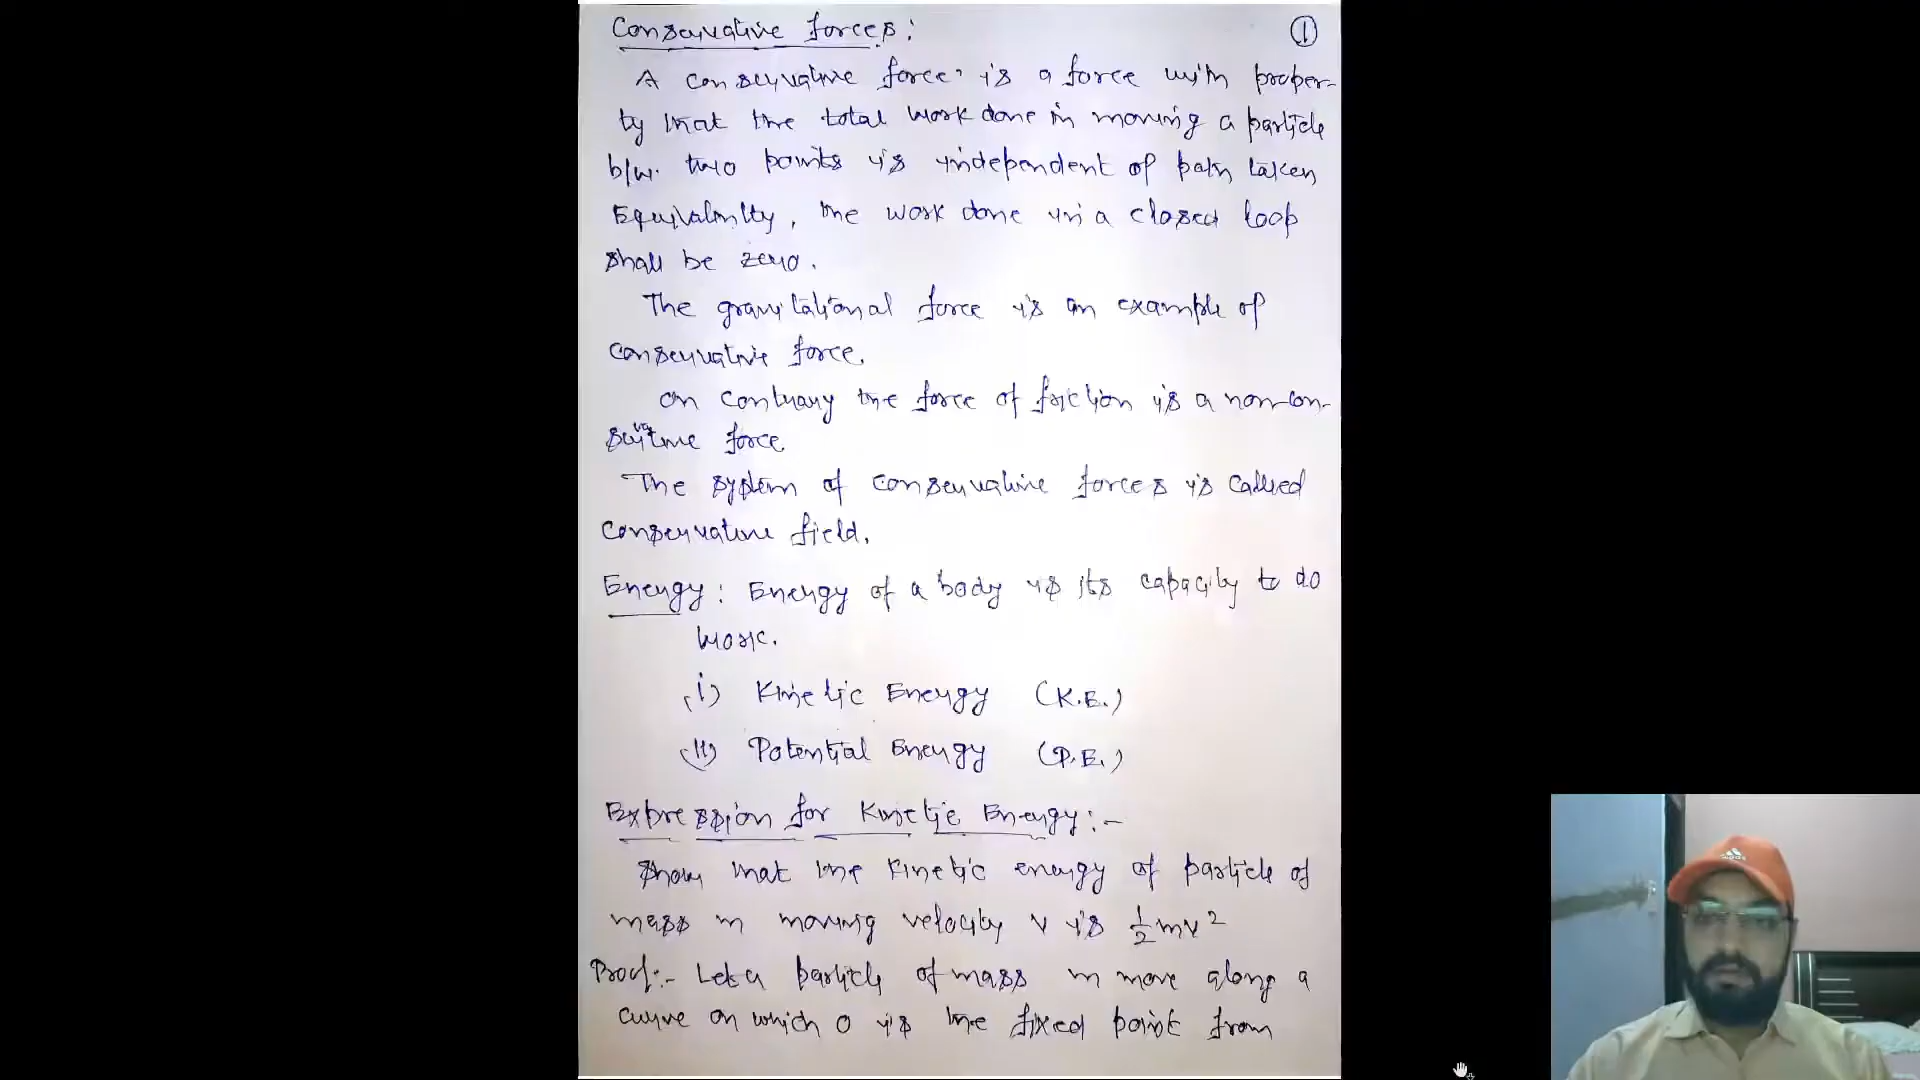 Conservative forces:
①
A conservative force, is a force with proper-
ty that the total work done in moving a particle
b/w. two points is independent of path taken
Equivalntly, the work done in a closed loop
shall be zero.
The gravitational force is an example of
conservative force.
On contrary the force of friction is a non-con-
servative force.
The system of conservative forces is called
conservative field.
Energy: Energy of a body is its capacity to do
work.
(i) Kinetic Energy (K.E.)
(ii) Potential Energy (P.E.)
Expression for Kinetic Energy:-
Show that the kinetic energy of particle of
mass m moving velocity v is ½mv²
Proof:- Let a particle of mass m move along a
curve on which O is the fixed point from